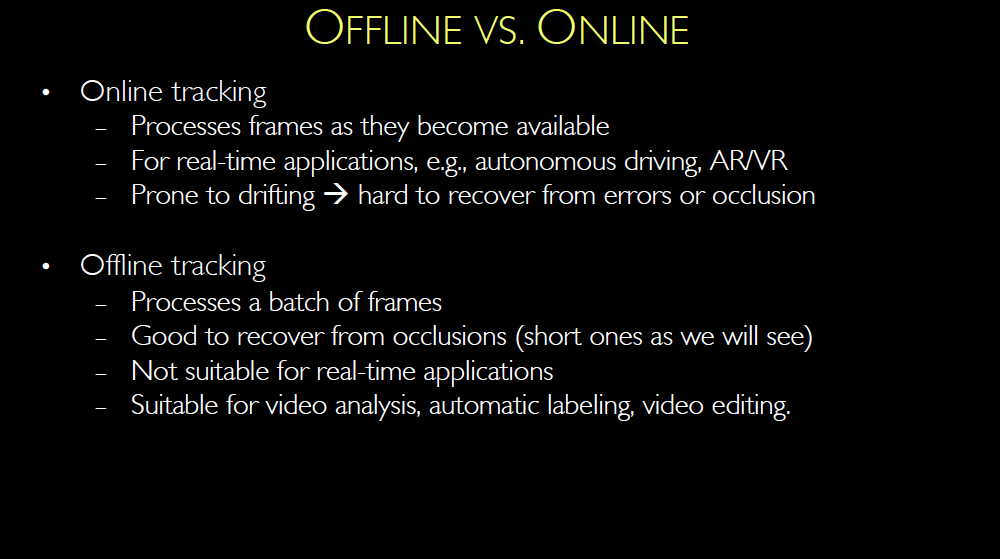 OFFLINE VS. ONLINE
• Online tracking
– Processes frames as they become available
– For real-time applications, e.g., autonomous driving, AR/VR
– Prone to drifting → hard to recover from errors or occlusion
• Offline tracking
– Processes a batch of frames
– Good to recover from occlusions (short ones as we will see)
– Not suitable for real-time applications
– Suitable for video analysis, automatic labeling, video editing.